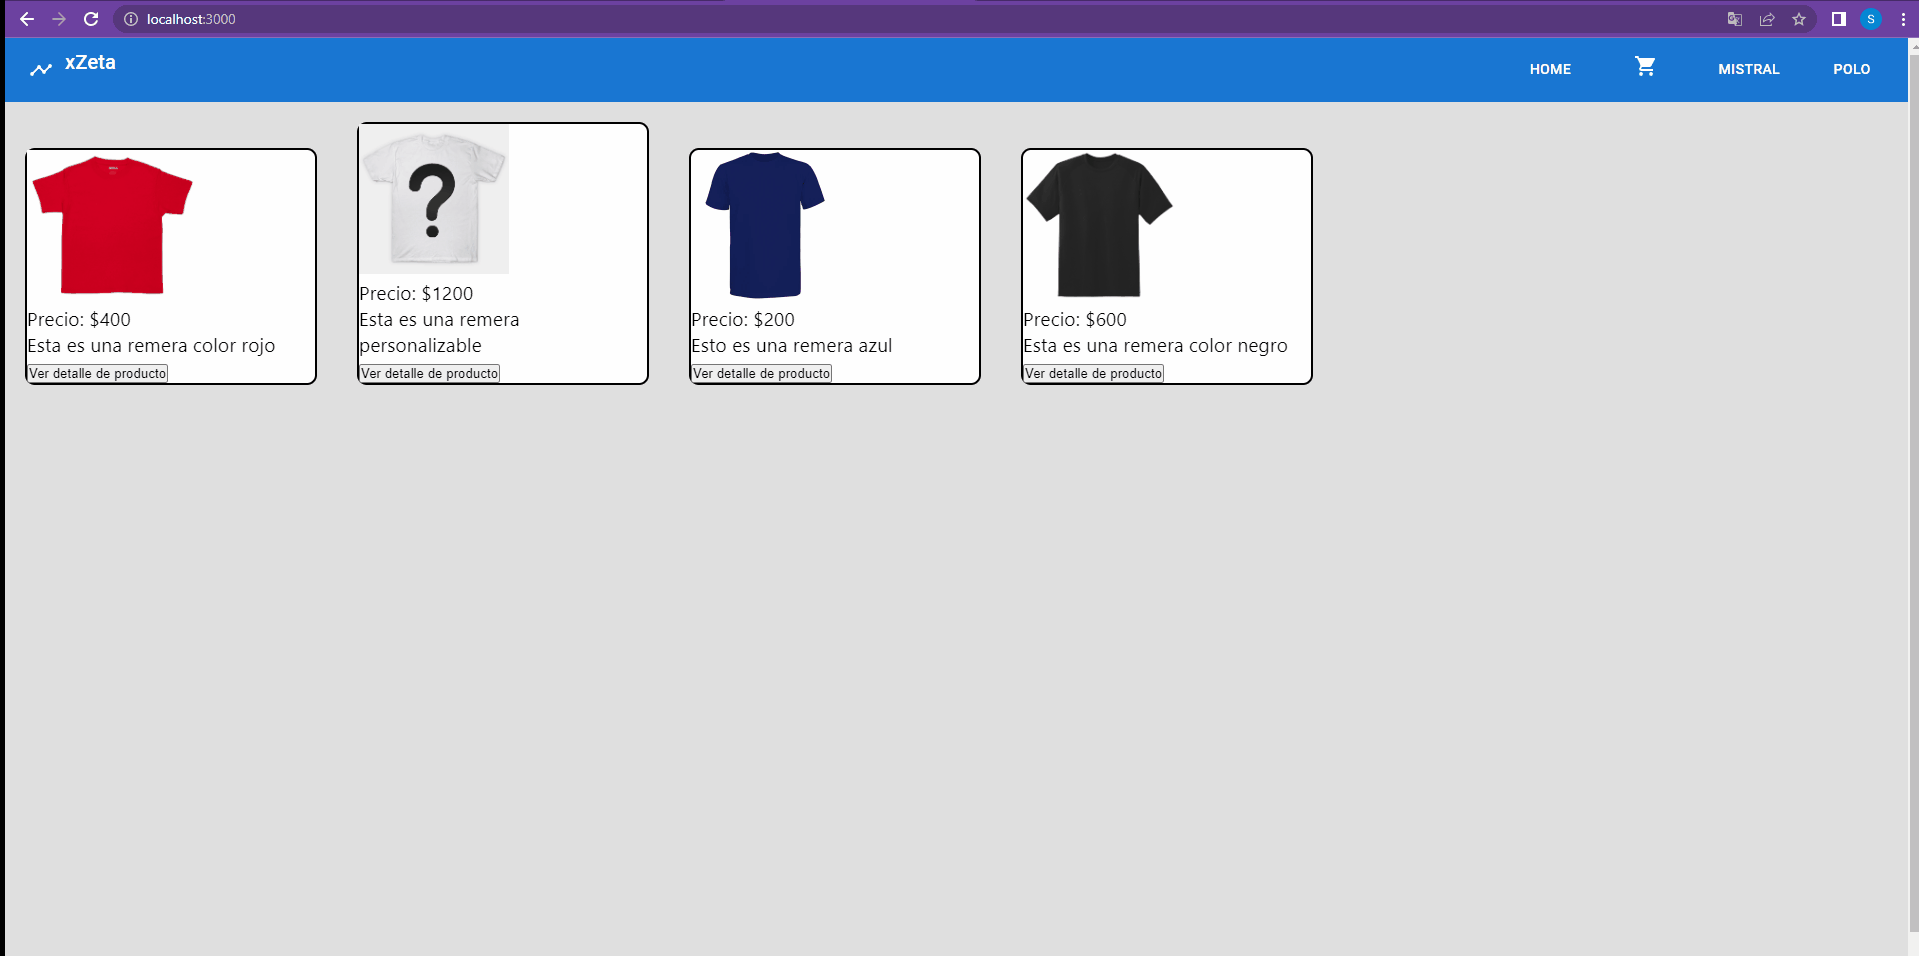 localhost:3000
S
xZeta
HOME
MISTRAL
POLO
Precio: $400
Esta es una remera color rojo
Ver detalle de producto
?
Precio: $1200
Esta es una remera
personalizable
Ver detalle de producto
Precio: $200
Esto es una remera azul
Ver detalle de producto
Precio: $600
Esta es una remera color negro
Ver detalle de producto